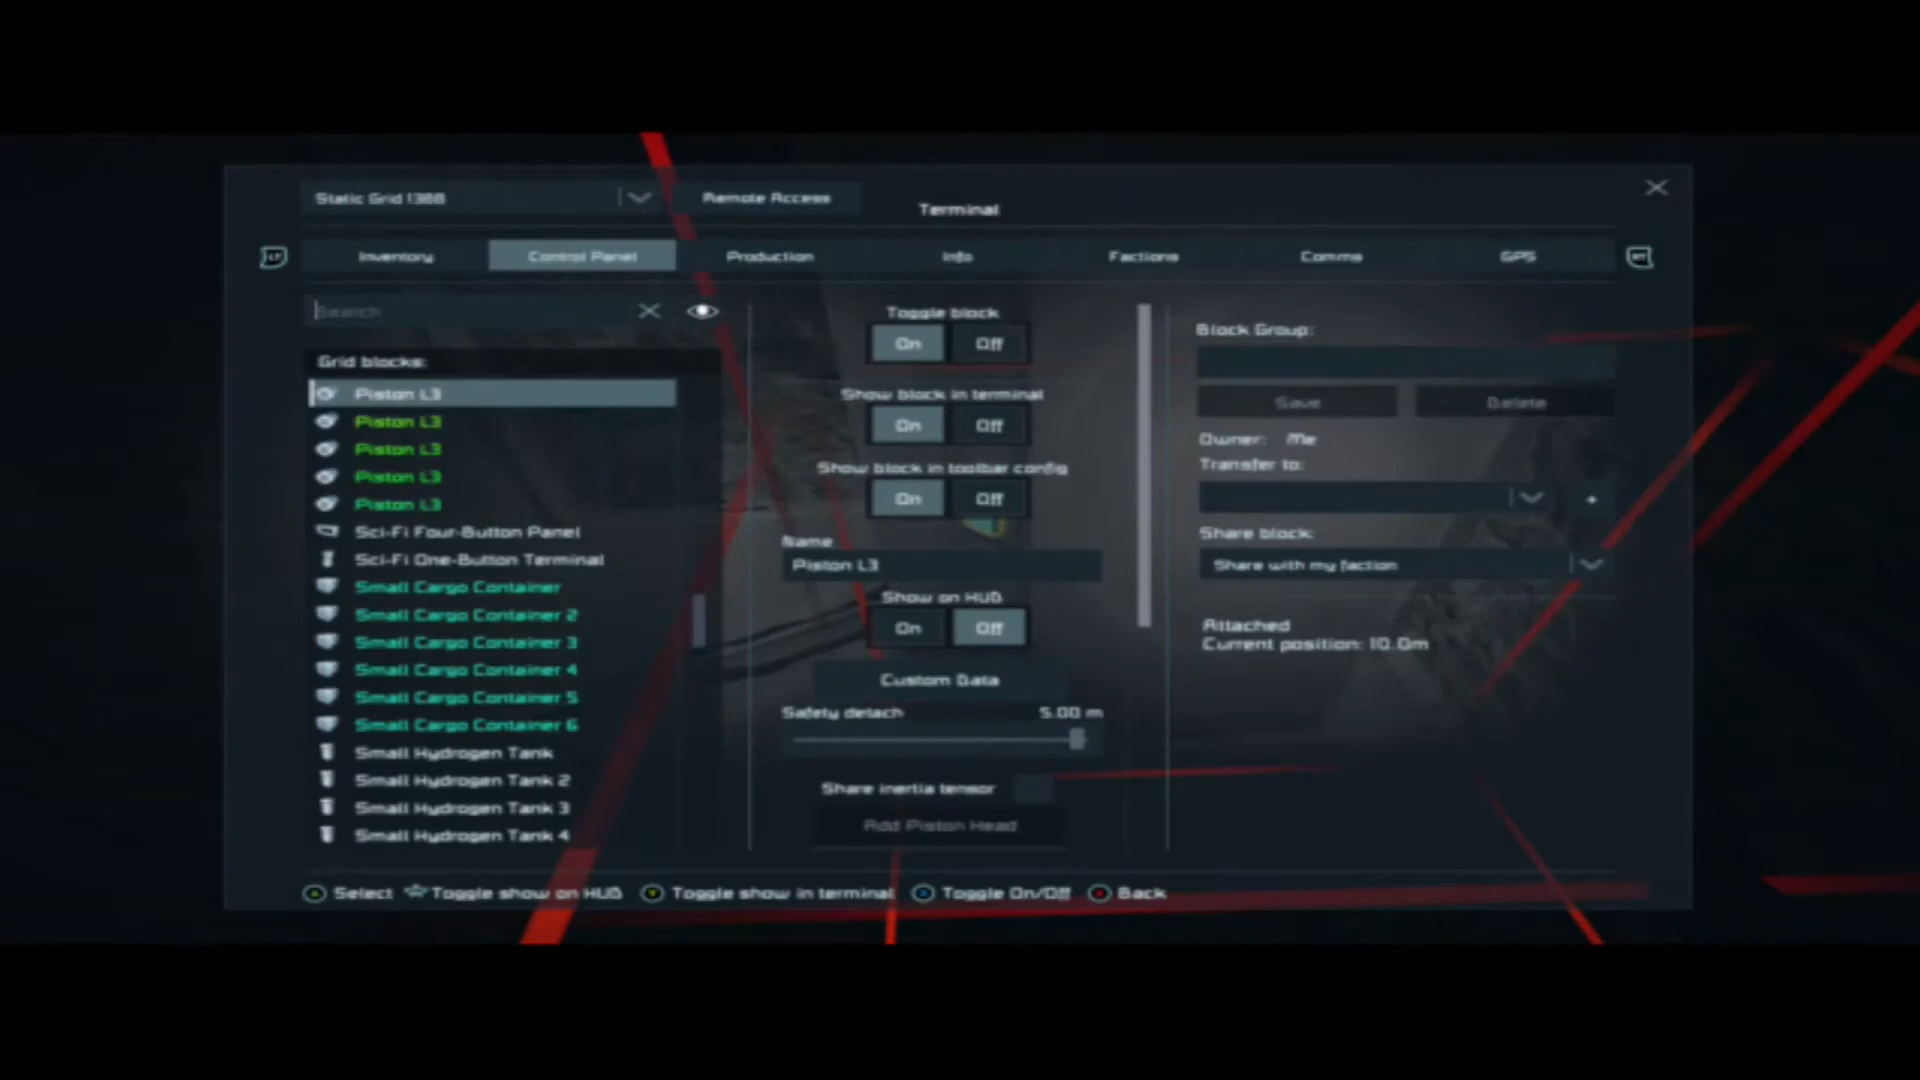 Static Grid 1388
Remote Access
Terminal
Inventory
Control Panel
Production
Info
Factions
Comms
GPS
Search
Grid blocks:
Piston L3
Piston L3
Piston L3
Piston L3
Piston L3
Sci-Fi Four-Button Panel
Sci-Fi One-Button Terminal
Small Cargo Container
Small Cargo Container 2
Small Cargo Container 3
Small Cargo Container 4
Small Cargo Container 5
Small Cargo Container 6
Small Hydrogen Tank
Small Hydrogen Tank 2
Small Hydrogen Tank 3
Small Hydrogen Tank 4
Toggle block
On Off
Show block in terminal
On Off
Show block in toolbar config
On Off
Name
Piston L3
Show on HUD
On Off
Custom Data
Safety detach 5.00 m
Share inertia tensor
Add Piston Head
Block Group:
Save Delete
Owner: Me
Transfer to:
Share block:
Share with my faction
Attached
Current position: 10.0m
Select Toggle show on HUD Toggle show in terminal Toggle On/Off Back